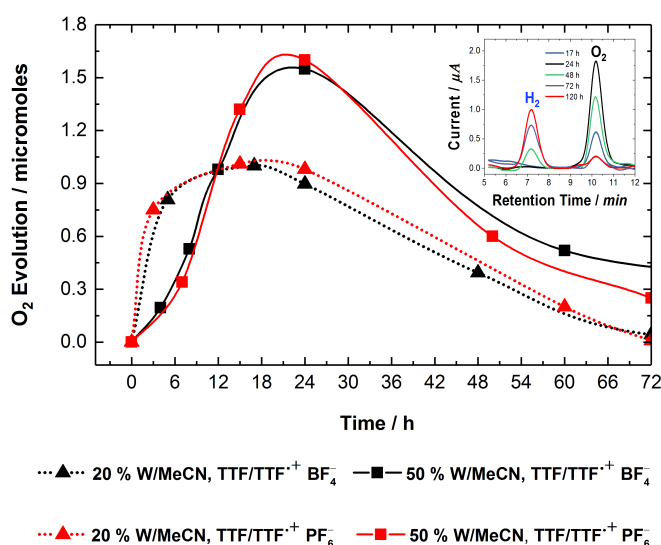 O₂ Evolution / micromoles
1.8
1.5
1.2
0.9
0.6
0.3
0.0
0 6 12 18 24 30 36 42 48 54 60 66 72
Time / h
Current / μA
2.0
1.5
1.0
0.5
0.0
5 6 7 8 9 10 11 12
Retention Time / min
17 h
24 h
48 h
72 h
120 h
H₂
O₂
20 % W/MeCN, TTF/TTF·⁺ BF₄⁻
50 % W/MeCN, TTF/TTF·⁺ BF₄⁻
20 % W/MeCN, TTF/TTF·⁺ PF₆⁻
50 % W/MeCN, TTF/TTF·⁺ PF₆⁻